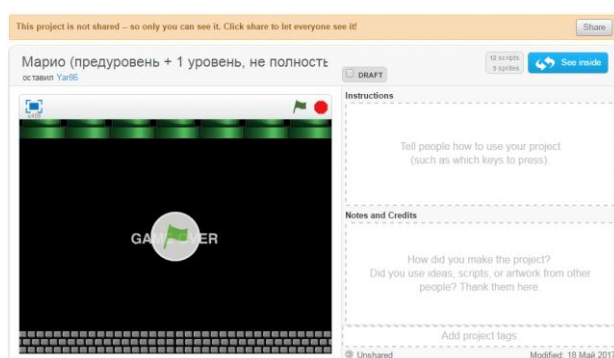 This project is not shared – so only you can see it. Click share to let everyone see it!
Share
Марио (предуровень + 1 уровень, не полность
оставил Yar86
DRAFT
12 scripts
5 sprites
See inside
Instructions
Tell people how to use your project
(such as which keys to press).
GAME OVER
Notes and Credits
How did you make the project?
Did you use ideas, scripts, or artwork from other
people? Thank them here.
Add project tags.
Unshared
Modified: 18 Май 201